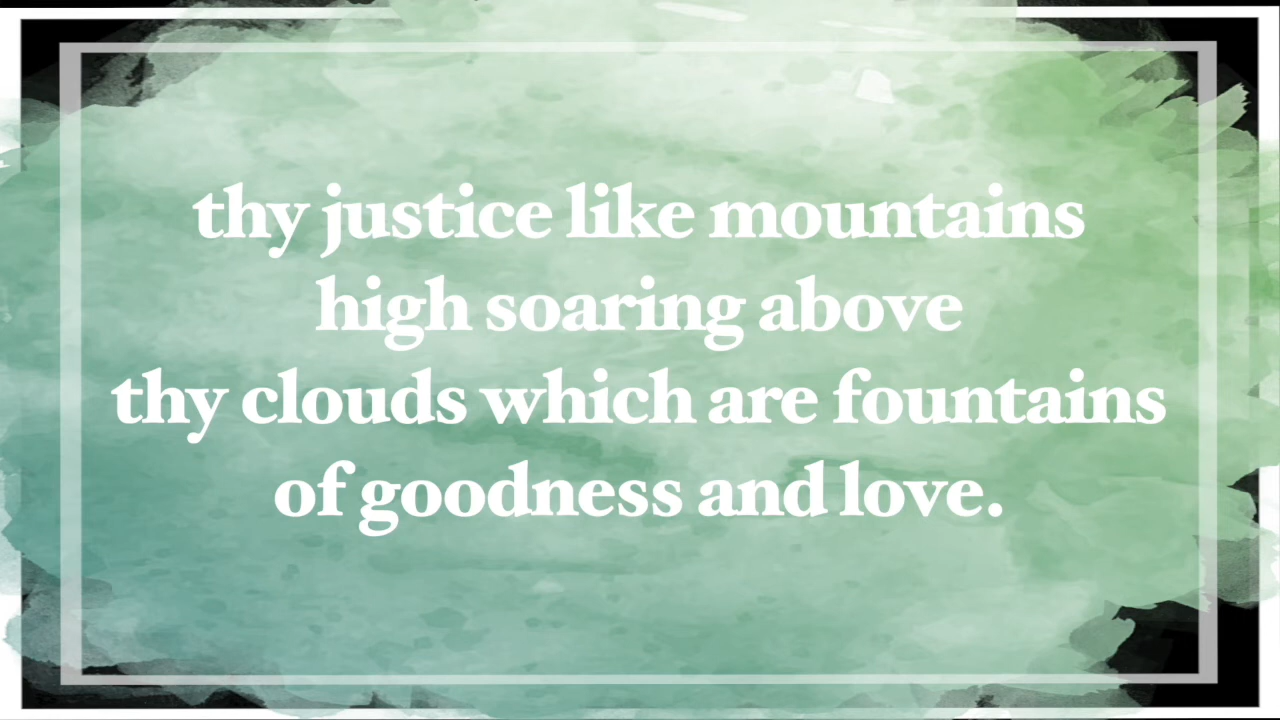 thy justice like mountains
high soaring above
thy clouds which are fountains
of goodness and love.